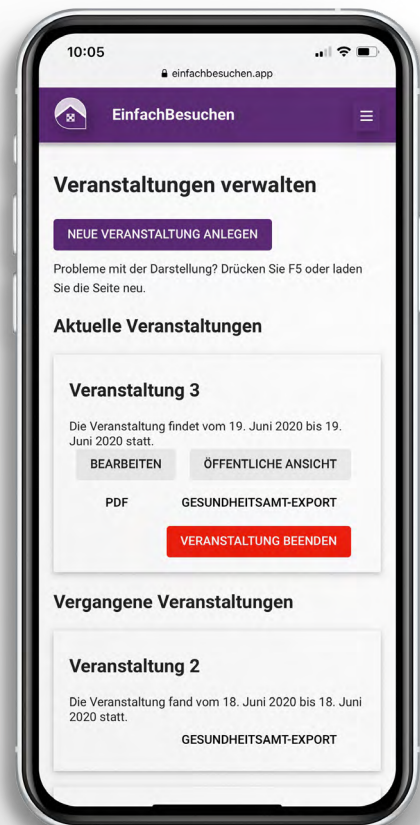 10:05
einfachbesuchen.app
EinfachBesuchen
Veranstaltungen verwalten
NEUE VERANSTALTUNG ANLEGEN
Probleme mit der Darstellung? Drücken Sie F5 oder laden
Sie die Seite neu.
Aktuelle Veranstaltungen
Veranstaltung 3
Die Veranstaltung findet vom 19. Juni 2020 bis 19.
Juni 2020 statt.
BEARBEITEN ÖFFENTLICHE ANSICHT
PDF GESUNDHEITSAMT-EXPORT
VERANSTALTUNG BEENDEN
Vergangene Veranstaltungen
Veranstaltung 2
Die Veranstaltung fand vom 18. Juni 2020 bis 18. Juni
2020 statt.
GESUNDHEITSAMT-EXPORT